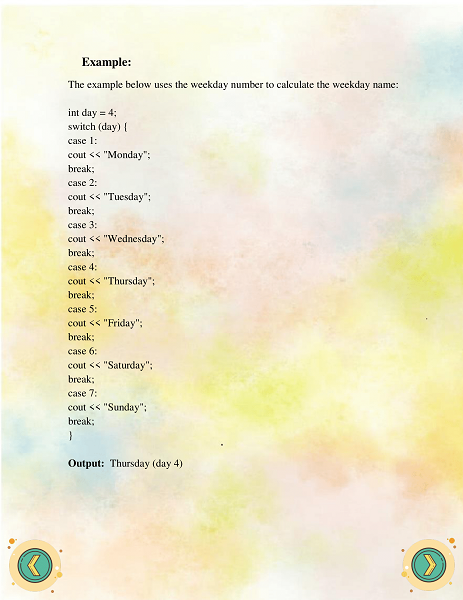 Example:
The example below uses the weekday number to calculate the weekday name:
int day = 4;
switch (day) {
case 1:
cout << "Monday";
break;
case 2:
cout << "Tuesday";
break;
case 3:
cout << "Wednesday";
break;
case 4:
cout << "Thursday";
break;
case 5:
cout << "Friday";
break;
case 6:
cout << "Saturday";
break;
case 7:
cout << "Sunday";
break;
}
Output: Thursday (day 4)